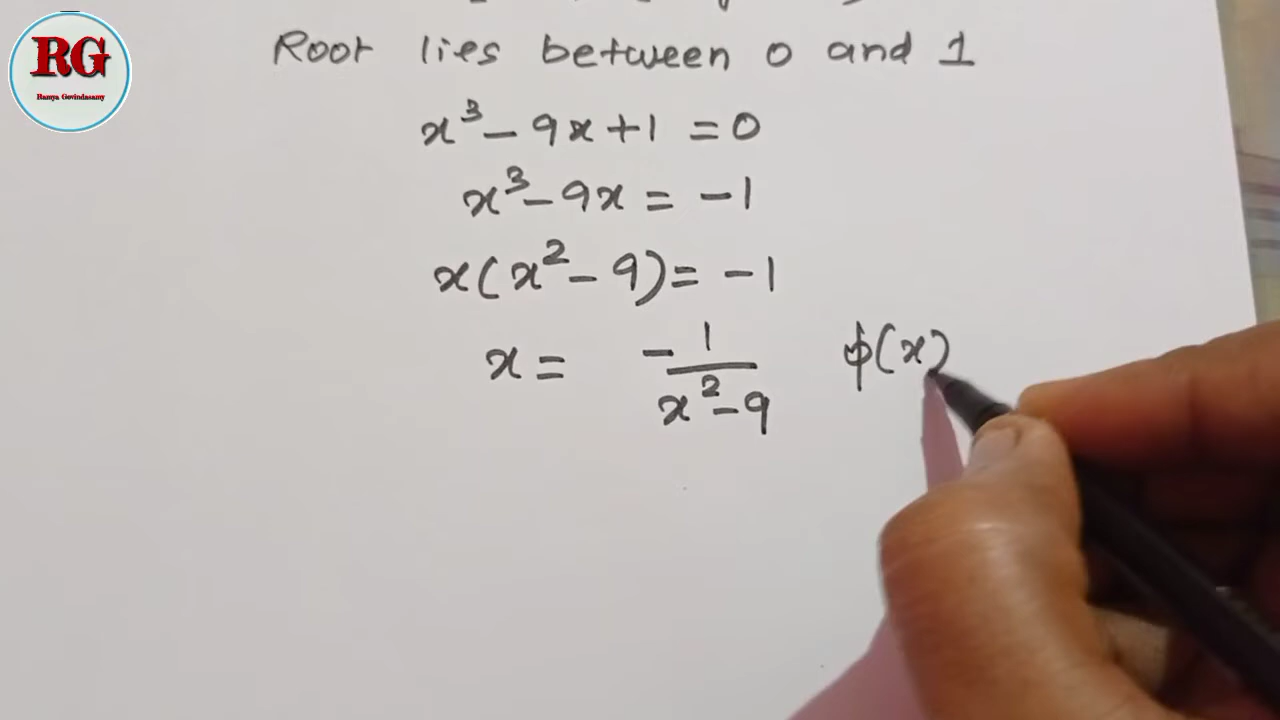 RG
Ramya Govindasamy
Root lies between 0 and 1
x³ - 9x + 1 = 0
x³ - 9x = -1
x(x² - 9) = -1
x = - 1 / (x² - 9) ϕ(x)